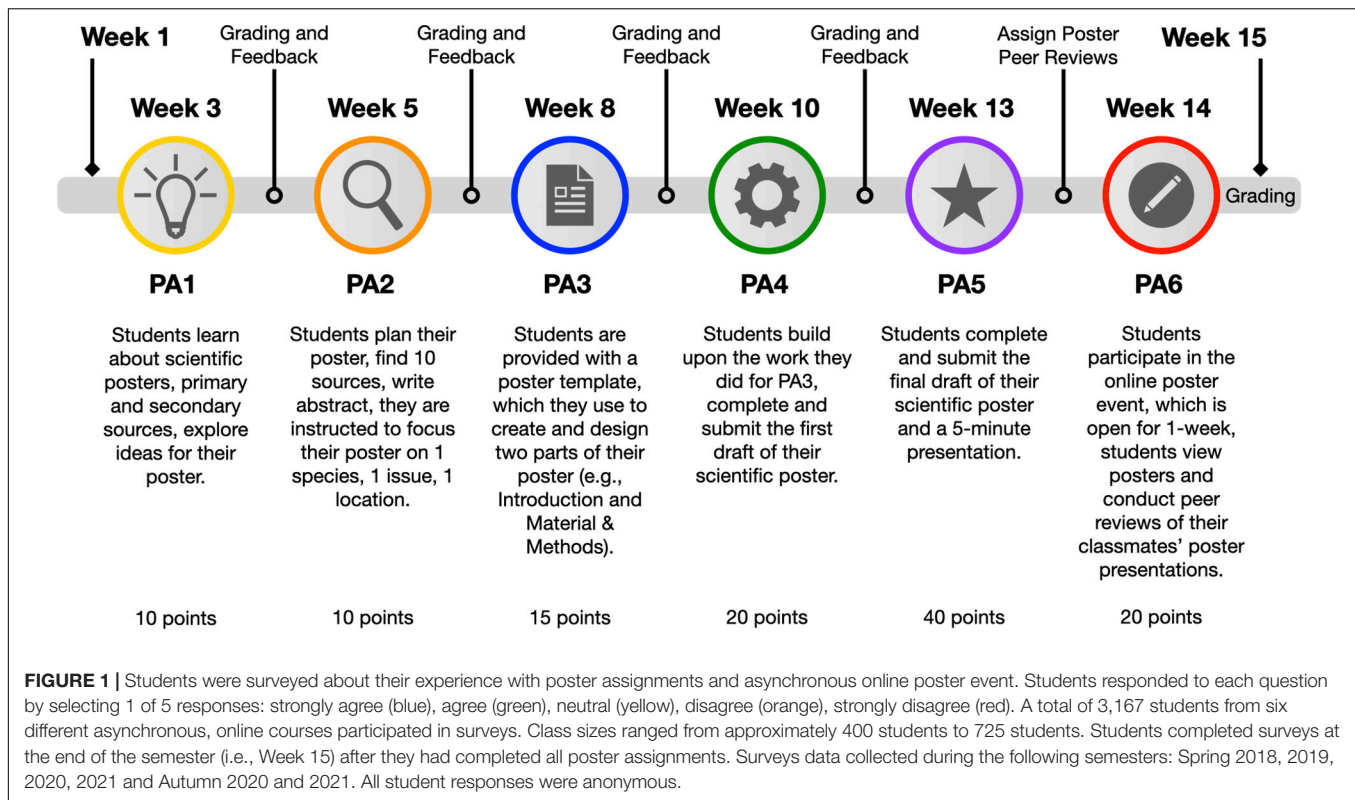 Week 1
Grading and
Feedback
Grading and
Feedback
Grading and
Feedback
Grading and
Feedback
Assign Poster
Peer Reviews
Week 15
Week 3
Week 5
Week 8
Week 10
Week 13
Week 14
Grading
PA1
Students learn
about scientific
posters, primary
and secondary
sources, explore
ideas for their
poster.
10 points
PA2
Students plan their
poster, find 10
sources, write
abstract, they are
instructed to focus
their poster on 1
species, 1 issue, 1
location.
10 points
PA3
Students are
provided with a
poster template,
which they use to
create and design
two parts of their
poster (e.g.,
Introduction and
Material &
Methods).
15 points
PA4
Students build
upon the work they
did for PA3,
complete and
submit the first
draft of their
scientific poster.
20 points
PA5
Students complete
and submit the
final draft of their
scientific poster
and a 5-minute
presentation.
40 points
PA6
Students
participate in the
online poster
event, which is
open for 1-week,
students view
posters and
conduct peer
reviews of their
classmates’ poster
presentations.
20 points
FIGURE 1 | Students were surveyed about their experience with poster assignments and asynchronous online poster event. Students responded to each question
by selecting 1 of 5 responses: strongly agree (blue), agree (green), neutral (yellow), disagree (orange), strongly disagree (red). A total of 3,167 students from six
different asynchronous, online courses participated in surveys. Class sizes ranged from approximately 400 students to 725 students. Students completed surveys at
the end of the semester (i.e., Week 15) after they had completed all poster assignments. Surveys data collected during the following semesters: Spring 2018, 2019,
2020, 2021 and Autumn 2020 and 2021. All student responses were anonymous.